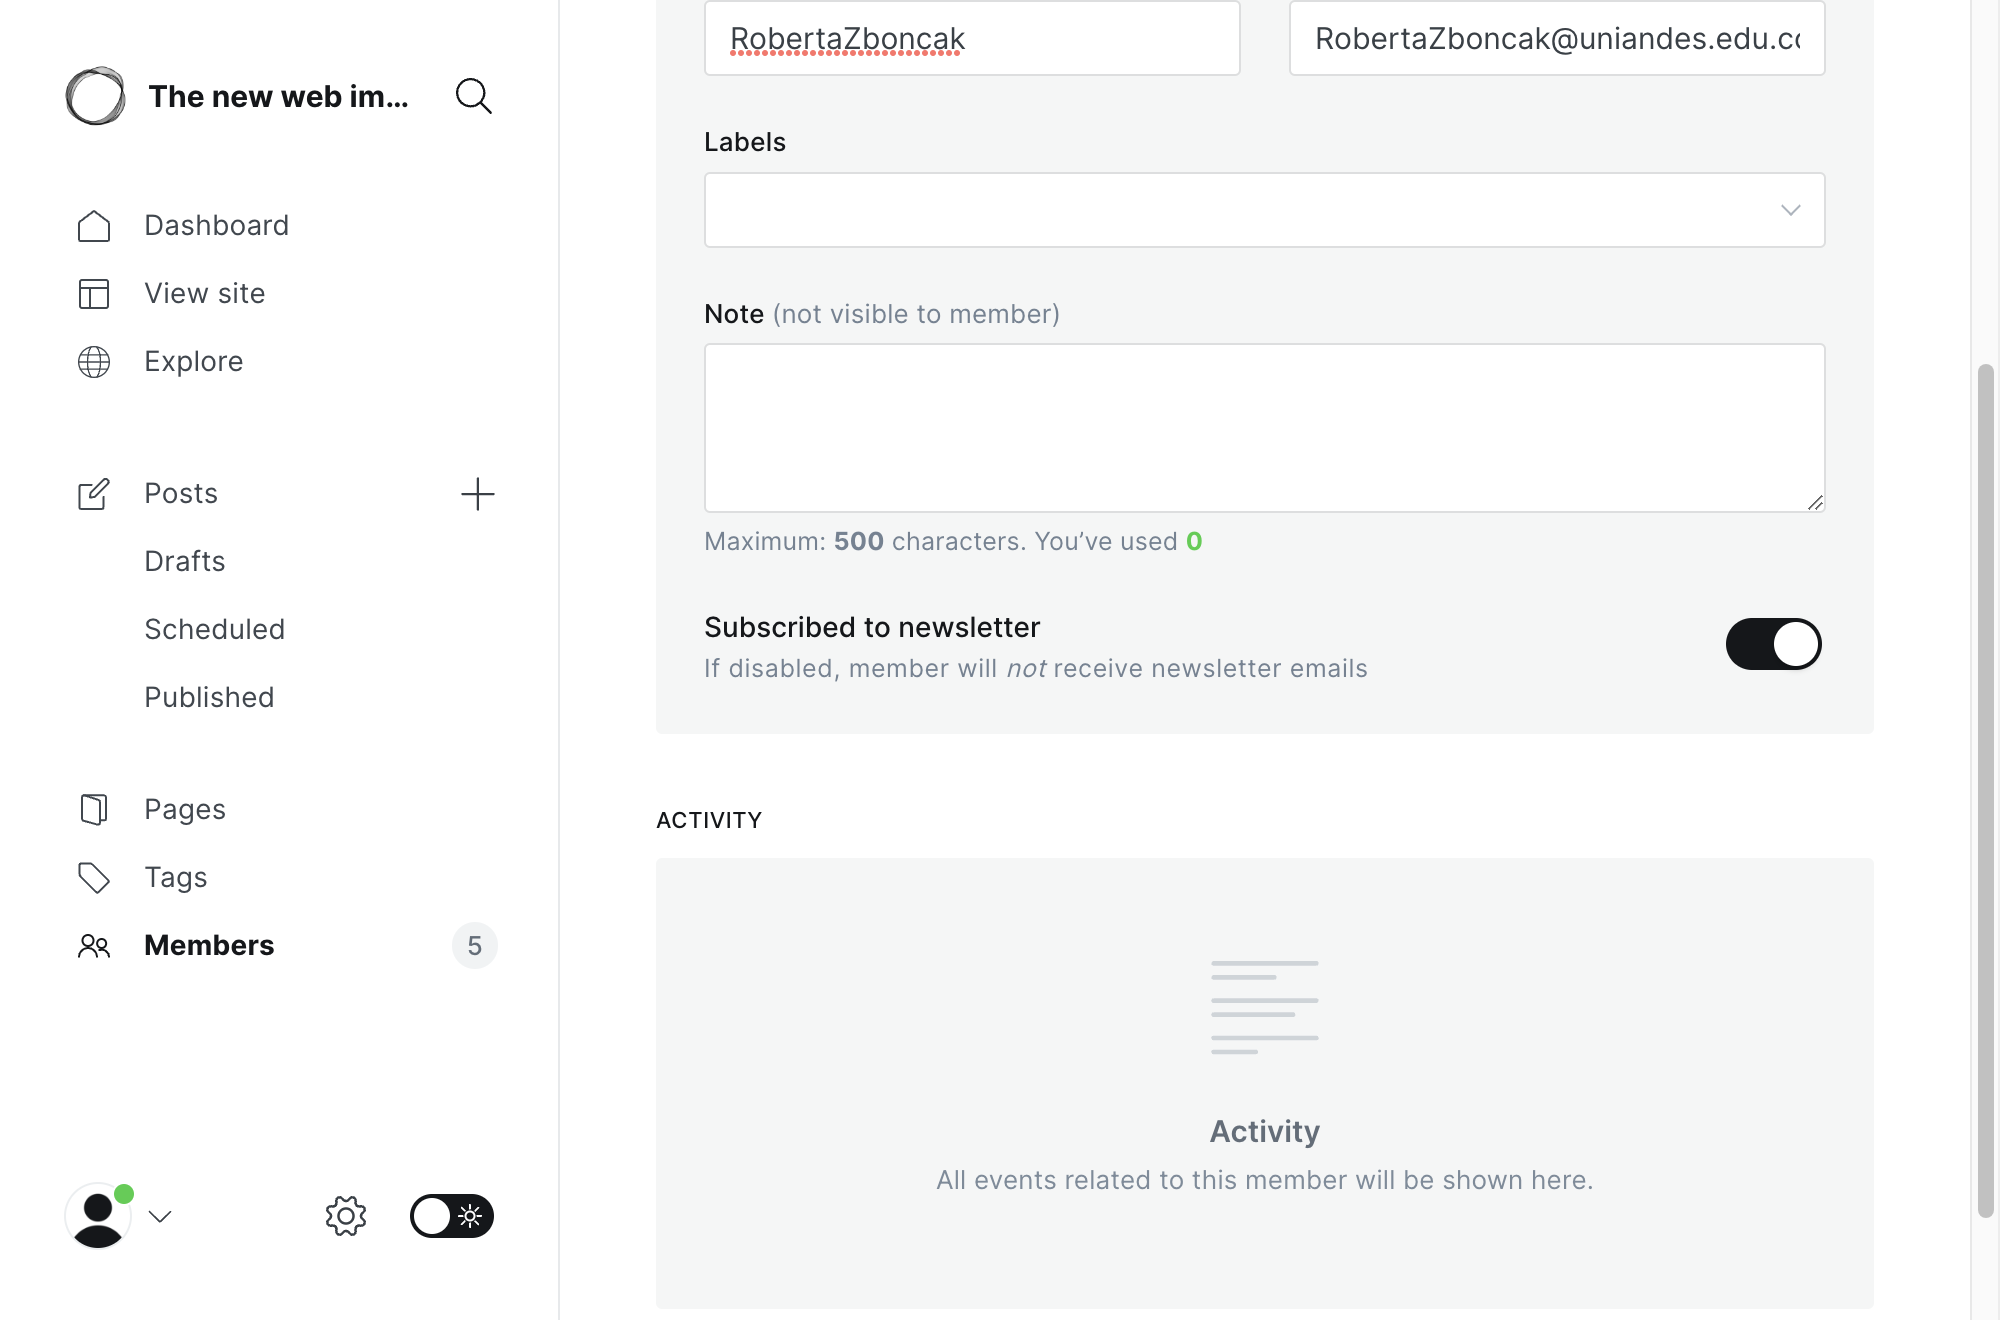 The new web im...
Dashboard
View site
Explore
Posts
Drafts
Scheduled
Published
Pages
Tags
Members 5
RobertaZboncak
RobertaZboncak@uniandes.edu.cc
Labels
Note (not visible to member)
Maximum: 500 characters. You’ve used 0
Subscribed to newsletter
If disabled, member will not receive newsletter emails
ACTIVITY
Activity
All events related to this member will be shown here.